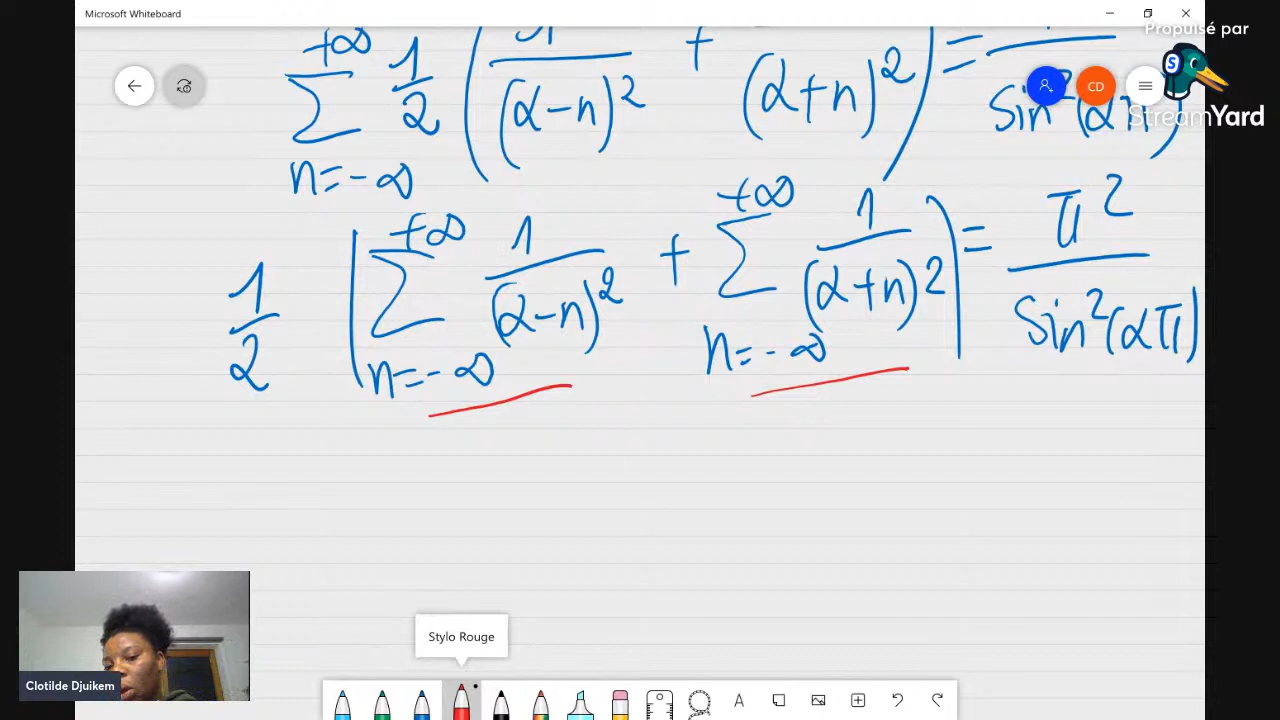 Microsoft Whiteboard
Propulsé par
StreamYard
CD
+∞ 1
Σ 1/2 ( 1/(α-n)² + (α+n)² ) = sin²(απ)
n=-∞
1/2 ( Σ 1/(α-n)² + Σ 1/(α+n)² ) = π²/sin²(απ)
+∞ +∞
n=-∞ n=-∞
Stylo Rouge
Clotilde Djuikem
A